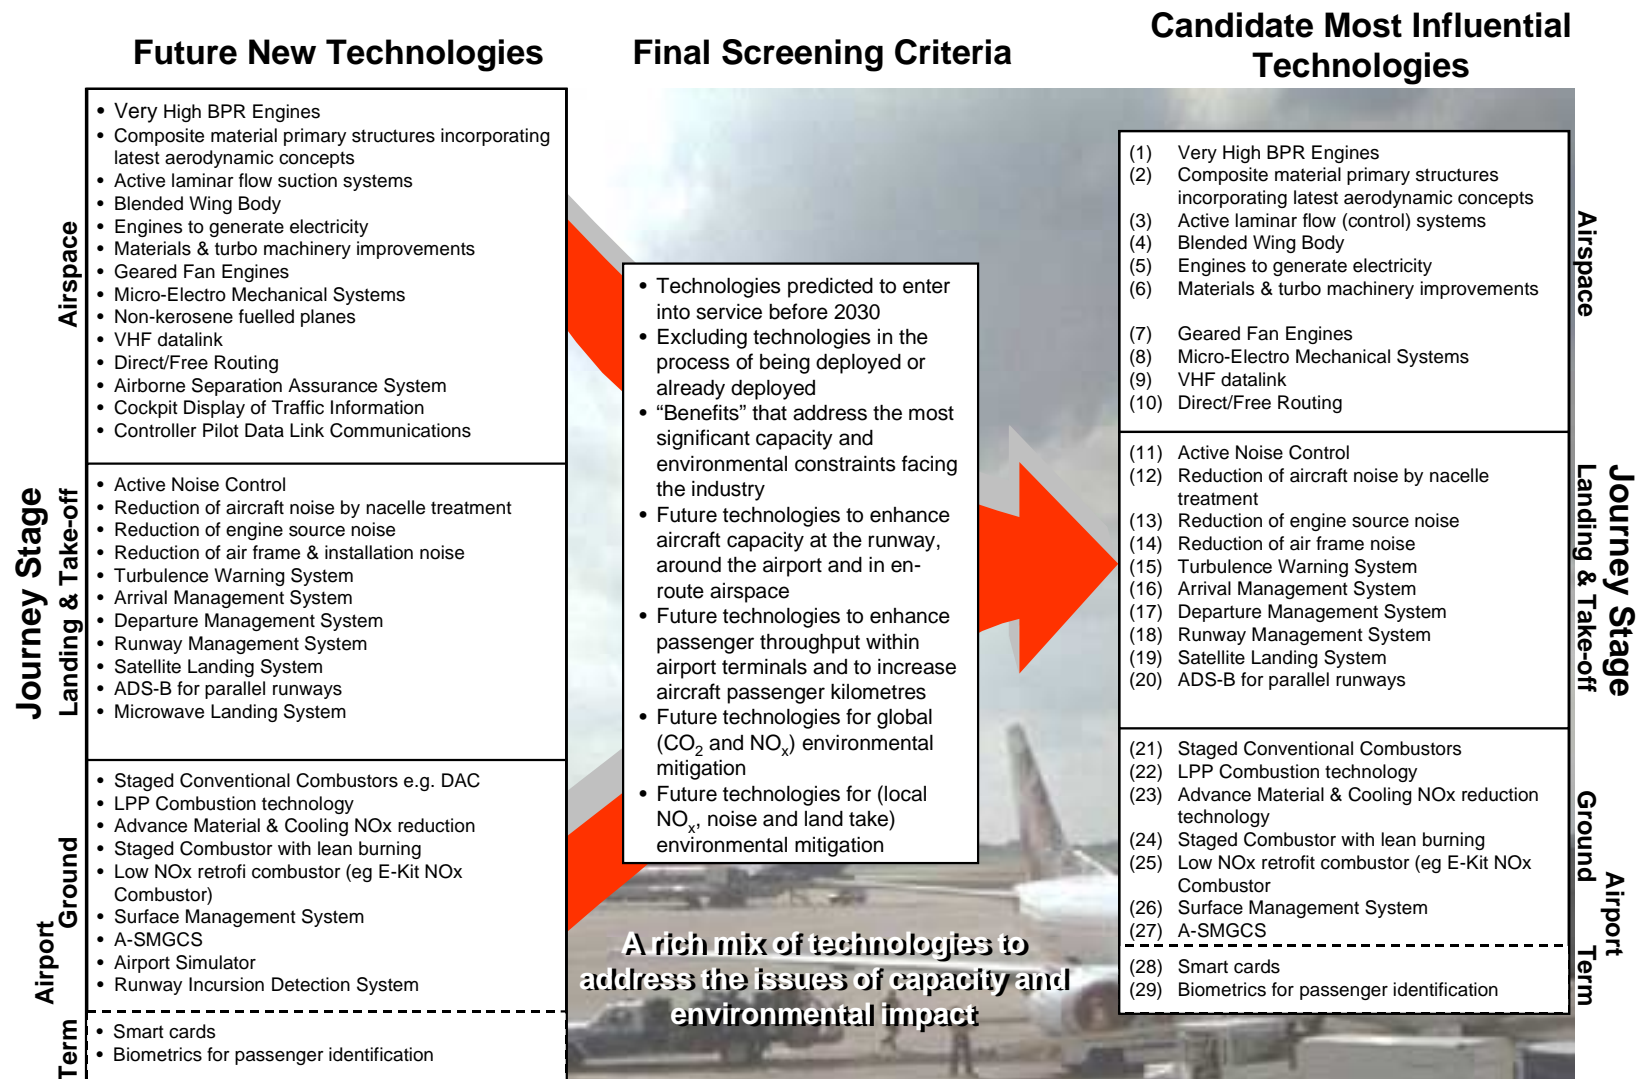 Future New Technologies
Final Screening Criteria
Candidate Most Influential
Technologies
Journey Stage
Airspace
• Very High BPR Engines
• Composite material primary structures incorporating
latest aerodynamic concepts
• Active laminar flow suction systems
• Blended Wing Body
• Engines to generate electricity
• Materials & turbo machinery improvements
• Geared Fan Engines
• Micro-Electro Mechanical Systems
• Non-kerosene fuelled planes
• VHF datalink
• Direct/Free Routing
• Airborne Separation Assurance System
• Cockpit Display of Traffic Information
• Controller Pilot Data Link Communications
Landing & Take-off
• Active Noise Control
• Reduction of aircraft noise by nacelle treatment
• Reduction of engine source noise
• Reduction of air frame & installation noise
• Turbulence Warning System
• Arrival Management System
• Departure Management System
• Runway Management System
• Satellite Landing System
• ADS-B for parallel runways
• Microwave Landing System
Airport
Ground
• Staged Conventional Combustors e.g. DAC
• LPP Combustion technology
• Advance Material & Cooling NOx reduction
• Staged Combustor with lean burning
• Low NOx retrofi combustor (eg E-Kit NOx
Combustor)
• Surface Management System
• A-SMGCS
• Airport Simulator
• Runway Incursion Detection System
Term
• Smart cards
• Biometrics for passenger identification
• Technologies predicted to enter
into service before 2030
• Excluding technologies in the
process of being deployed or
already deployed
• “Benefits” that address the most
significant capacity and
environmental constraints facing
the industry
• Future technologies to enhance
aircraft capacity at the runway,
around the airport and in en-
route airspace
• Future technologies to enhance
passenger throughput within
airport terminals and to increase
aircraft passenger kilometres
• Future technologies for global
(CO2 and NOx) environmental
mitigation
• Future technologies for (local
NOx, noise and land take)
environmental mitigation
A rich mix of technologies to
address the issues of capacity and
environmental impact
(1) Very High BPR Engines
(2) Composite material primary structures
incorporating latest aerodynamic concepts
(3) Active laminar flow (control) systems
(4) Blended Wing Body
(5) Engines to generate electricity
(6) Materials & turbo machinery improvements
(7) Geared Fan Engines
(8) Micro-Electro Mechanical Systems
(9) VHF datalink
(10) Direct/Free Routing
Airspace
(11) Active Noise Control
(12) Reduction of aircraft noise by nacelle
treatment
(13) Reduction of engine source noise
(14) Reduction of air frame noise
(15) Turbulence Warning System
(16) Arrival Management System
(17) Departure Management System
(18) Runway Management System
(19) Satellite Landing System
(20) ADS-B for parallel runways
Landing & Take-off
Journey Stage
(21) Staged Conventional Combustors
(22) LPP Combustion technology
(23) Advance Material & Cooling NOx reduction
technology
(24) Staged Combustor with lean burning
(25) Low NOx retrofit combustor (eg E-Kit NOx
Combustor
(26) Surface Management System
(27) A-SMGCS
Ground
Airport
(28) Smart cards
(29) Biometrics for passenger identification
Term